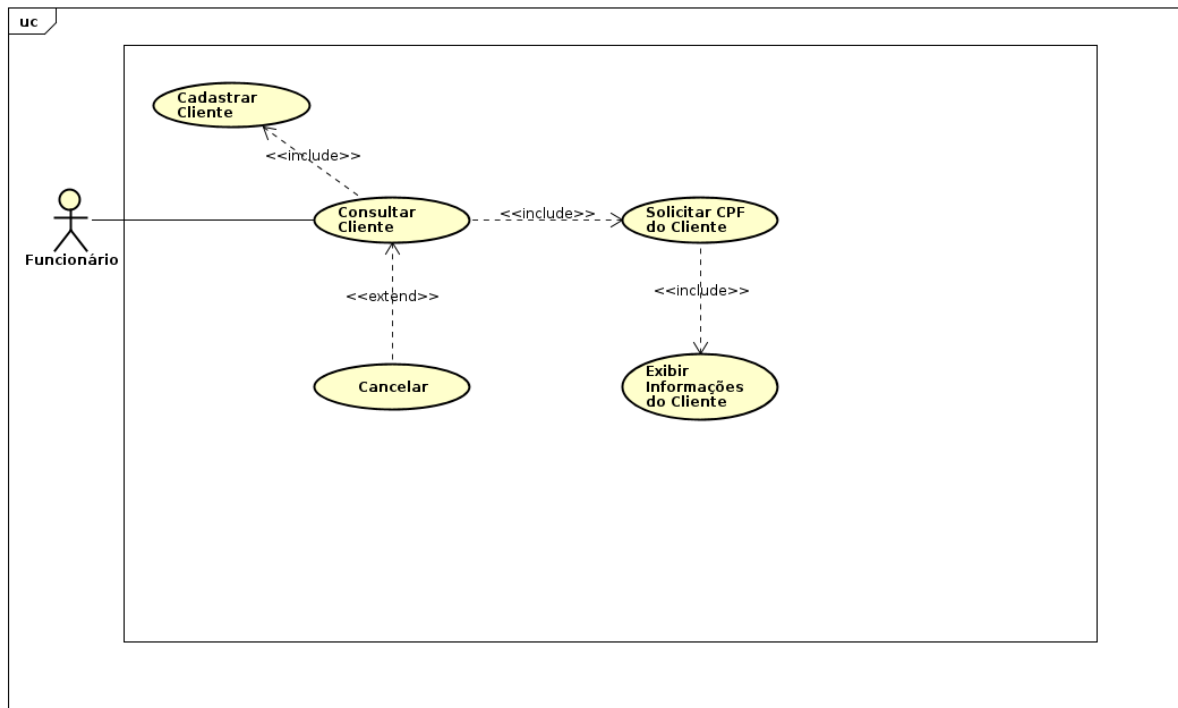 uc
Cadastrar
Cliente
<<include>>
Funcionário
Consultar
Cliente
<<include>>
Solicitar CPF
do Cliente
<<extend>>
<<include>>
Cancelar
Exibir
Informações
do Cliente